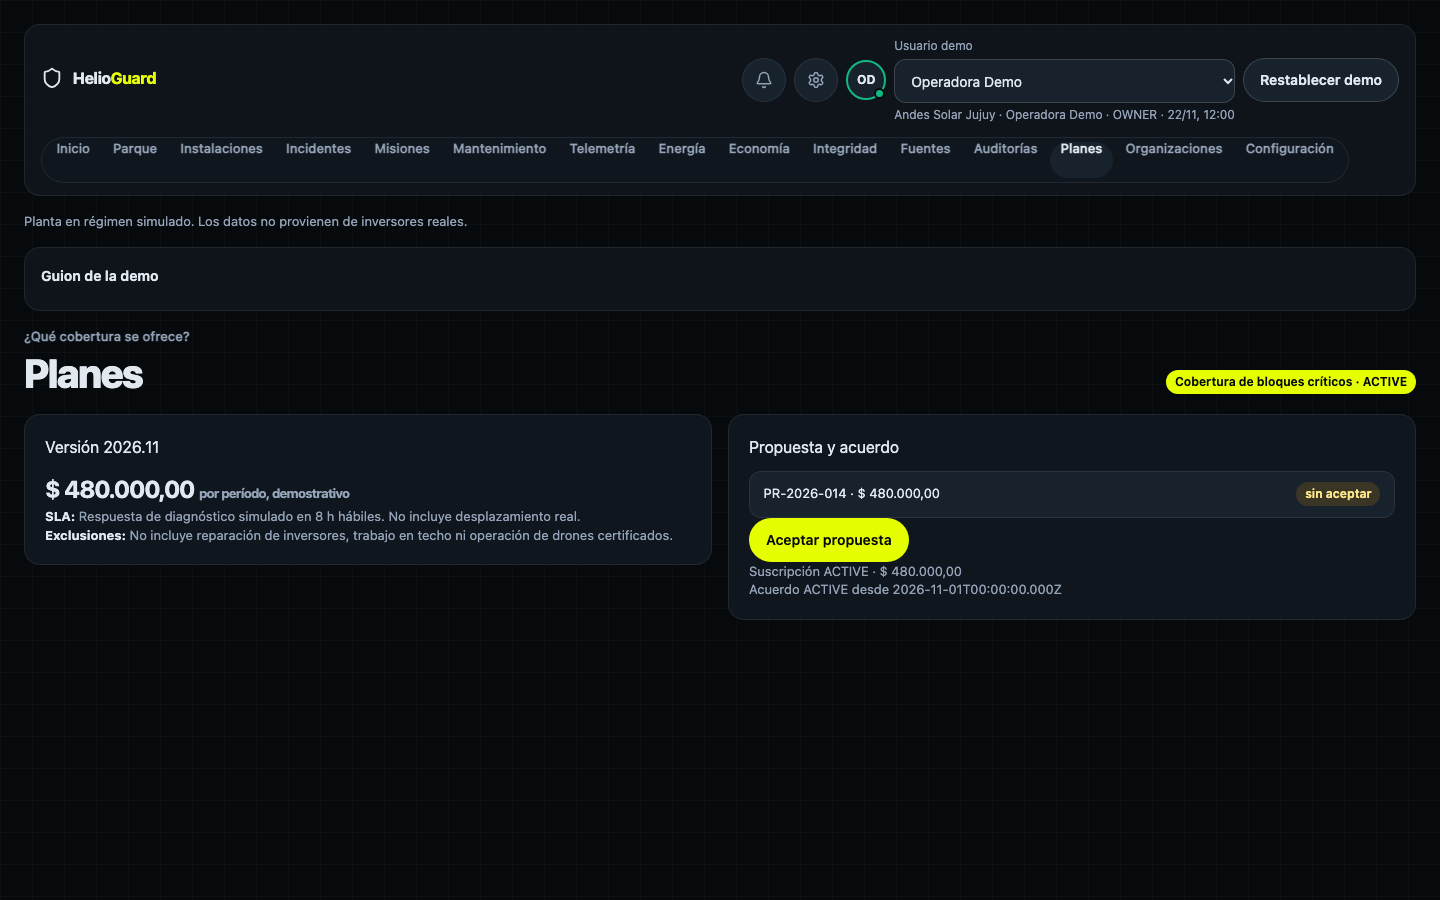 HelioGuard
OD
Usuario demo
Operadora Demo
Restablecer demo
Andes Solar Jujuy · Operadora Demo · OWNER · 22/11, 12:00
Inicio Parque Instalaciones Incidentes Misiones Mantenimiento Telemetría Energía Economía Integridad Fuentes Auditorías Planes Organizaciones Configuración
Planta en régimen simulado. Los datos no provienen de inversores reales.
Guion de la demo
¿Qué cobertura se ofrece?
Planes
Cobertura de bloques críticos · ACTIVE
Versión 2026.11
$ 480.000,00 por período, demostrativo
SLA: Respuesta de diagnóstico simulado en 8 h hábiles. No incluye desplazamiento real.
Exclusiones: No incluye reparación de inversores, trabajo en techo ni operación de drones certificados.
Propuesta y acuerdo
PR-2026-014 · $ 480.000,00
sin aceptar
Aceptar propuesta
Suscripción ACTIVE · $ 480.000,00
Acuerdo ACTIVE desde 2026-11-01T00:00:00.000Z